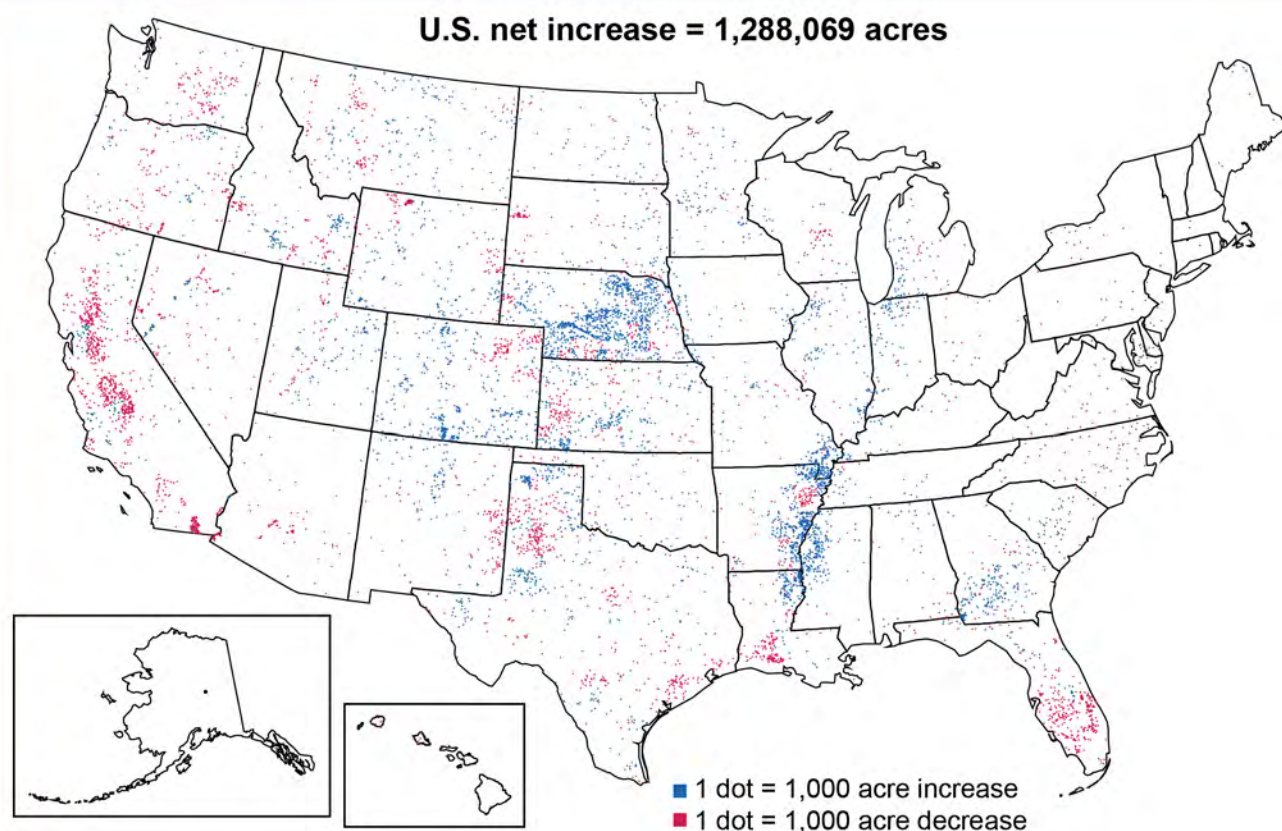 U.S. net increase = 1,288,069 acres
1 dot = 1,000 acre increase
1 dot = 1,000 acre decrease